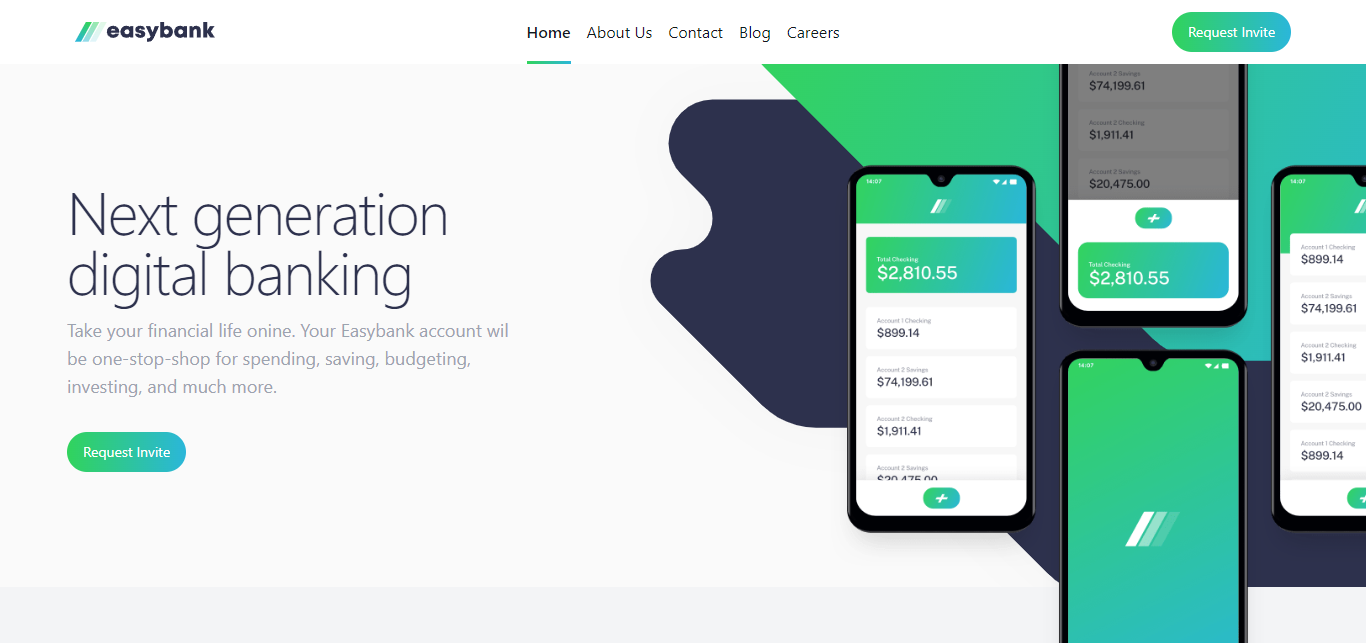 easybank
Home About Us Contact Blog Careers
Request Invite
Next generation
digital banking
Take your financial life onine. Your Easybank account wil
be one-stop-shop for spending, saving, budgeting,
investing, and much more.
Request Invite
14:07
Total Checking
$2,810.55
Account 1 Checking
$899.14
Account 2 Savings
$74,199.61
Account 2 Checking
$1,911.41
Account 2 Savings
$20,475.00
Account 2 Savings
$74,199.61
Account 2 Checking
$1,911.41
Account 2 Savings
$20,475.00
Total Checking
$2,810.55
14:07
14:07
Account 1 Checking
$899.14
Account 2 Savings
$74,199.61
Account 2 Checking
$1,911.41
Account 2 Savings
$20,475.00
Account 1 Checking
$899.14